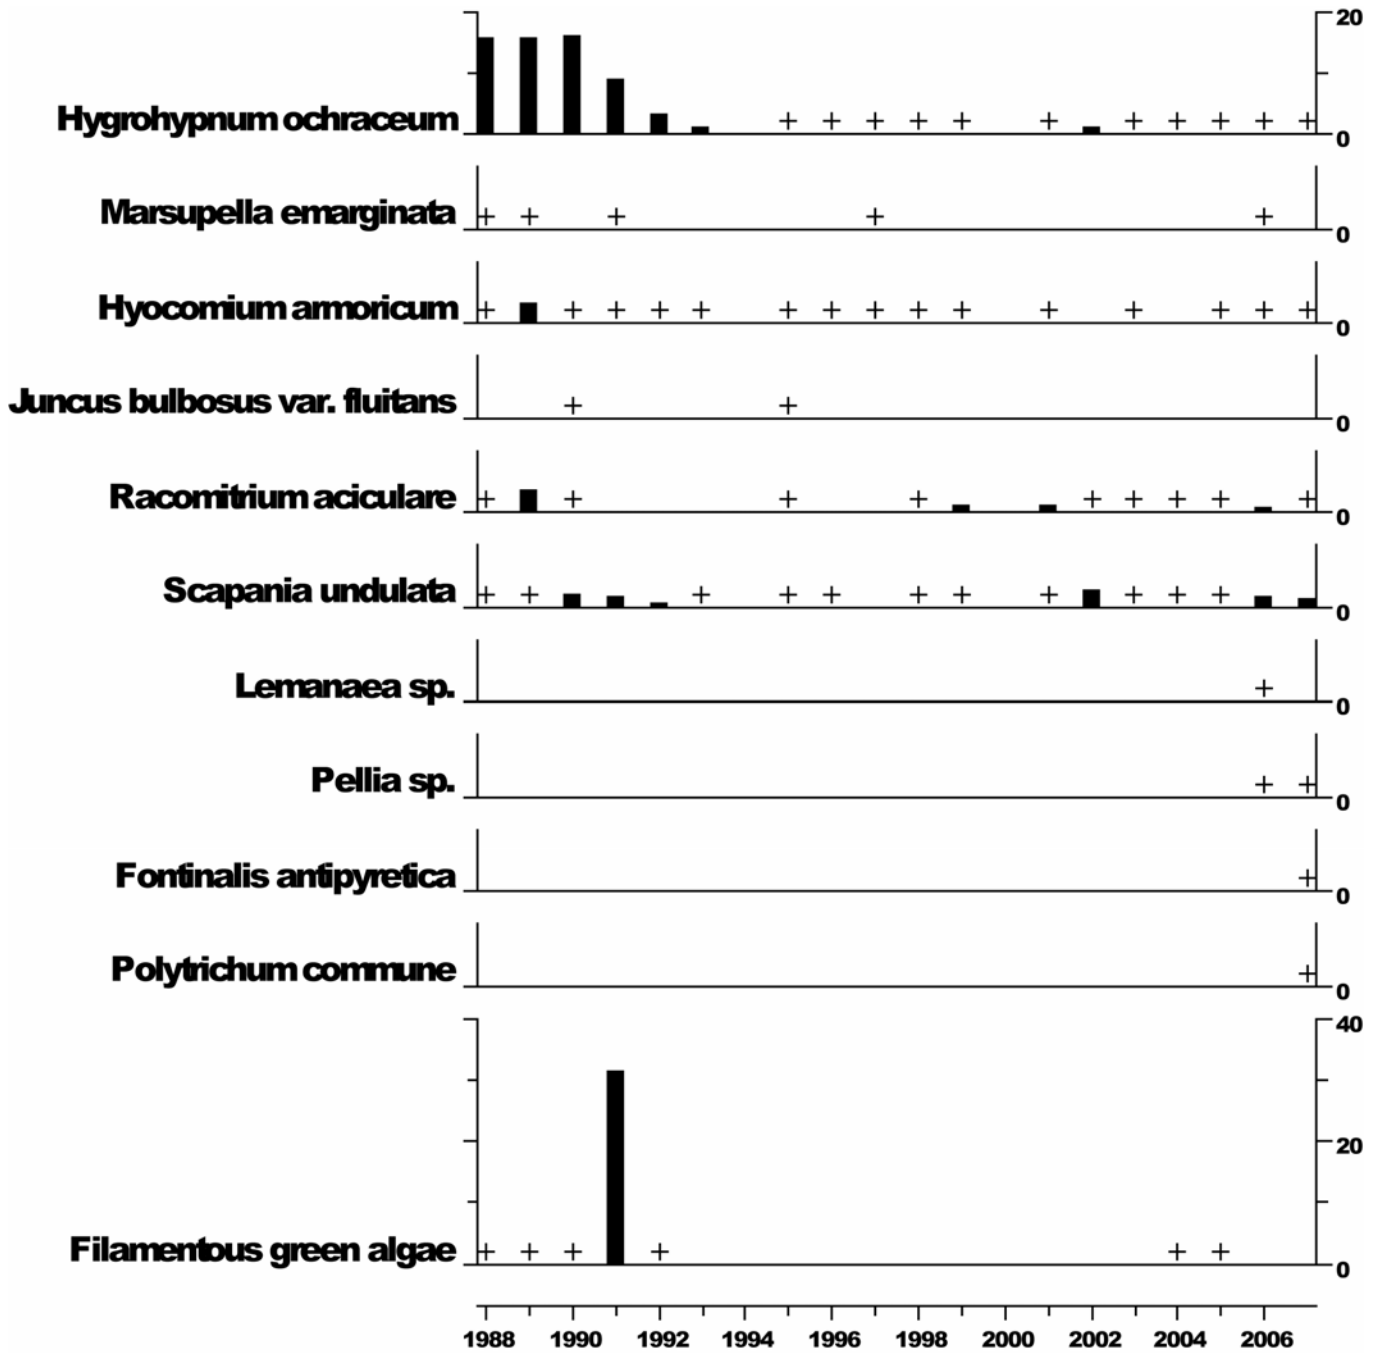 20
Hygrohypnum ochraceum
0
Marsupella emarginata
0
Hyocomium armoricum
0
Juncus bulbosus var. fluitans
0
Racomitrium aciculare
0
Scapania undulata
0
Lemanaea sp.
0
Pellia sp.
0
Fontinalis antipyretica
0
Polytrichum commune
0
40
20
Filamentous green algae
0
1988 1990 1992 1994 1996 1998 2000 2002 2004 2006